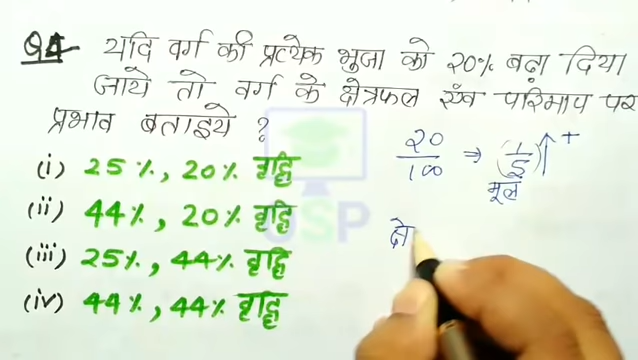 Q4 यदि वर्ग की प्रत्येक भुजा को 20% बढ़ा दिया
जाये तो वर्ग के क्षेत्रफल एंव परिमाप पर
प्रभाव बताइये ?
20/100 ⇒ (1/5)↑ +
मूल
(i) 25%, 20% वृद्धि
(ii) 44%, 20% वृद्धि
(iii) 25%, 44% वृद्धि
(iv) 44%, 44% वृद्धि
क्षे
GSP